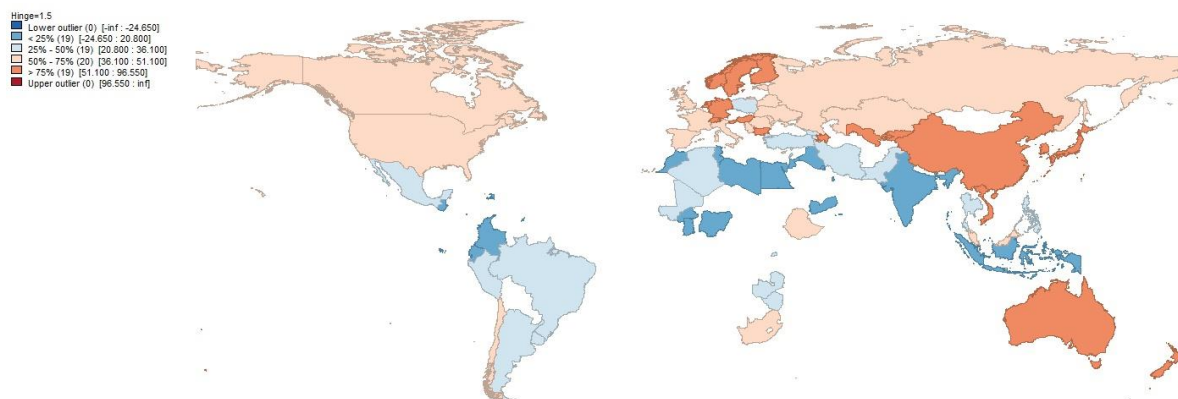 Hinge=1.5
Lower outlier (0) [-inf : -24.650]
< 25% (19) [-24.650 : 20.800]
25% - 50% (19) [20.800 : 36.100]
50% - 75% (20) [36.100 : 51.100]
> 75% (19) [51.100 : 96.550]
Upper outlier (0) [96.550 : inf]